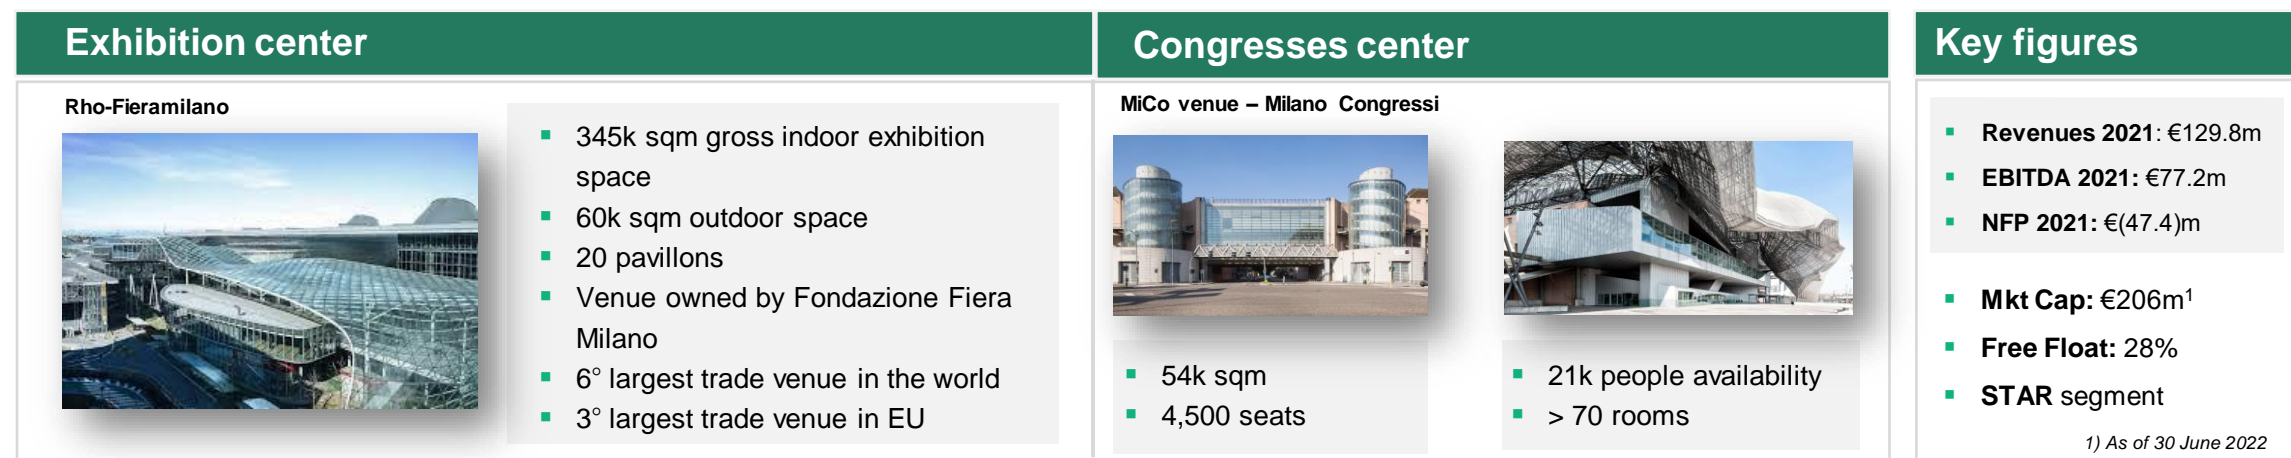 Exhibition center
Rho-Fieramilano
▪ 345k sqm gross indoor exhibition
space
▪ 60k sqm outdoor space
▪ 20 pavillons
▪ Venue owned by Fondazione Fiera
Milano
▪ 6° largest trade venue in the world
▪ 3° largest trade venue in EU
Congresses center
MiCo venue – Milano Congressi
▪ 54k sqm
▪ 4,500 seats
▪ 21k people availability
▪ > 70 rooms
Key figures
▪ Revenues 2021: €129.8m
▪ EBITDA 2021: €77.2m
▪ NFP 2021: €(47.4)m
▪ Mkt Cap: €206m¹
▪ Free Float: 28%
▪ STAR segment
1) As of 30 June 2022